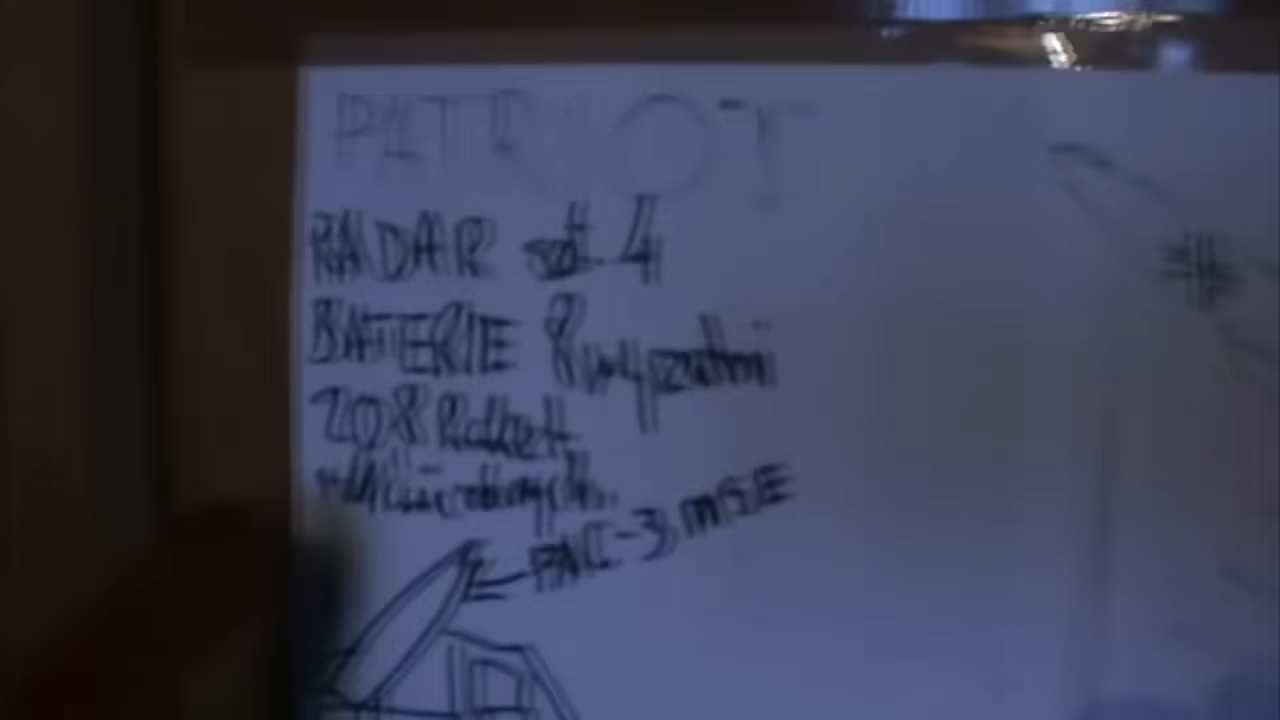 PATRIOT
RADAR szt 4
BATERIE 8 wyrzutni
208 Rakiet
PAC-3 MSE